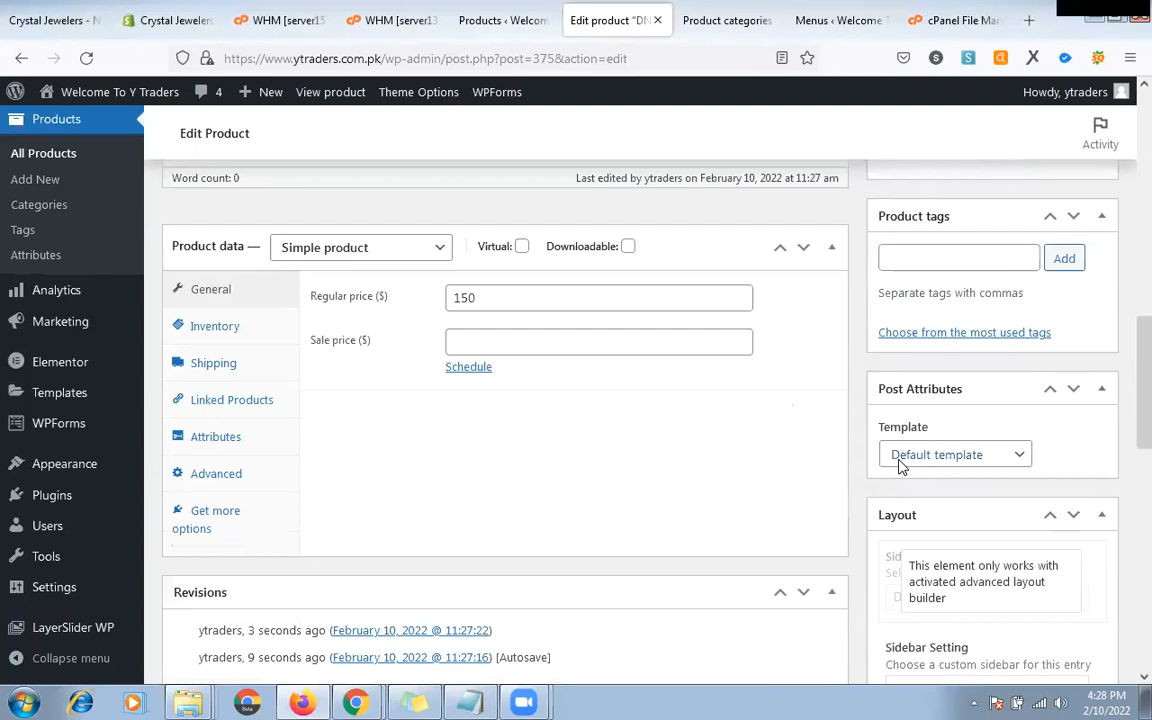 Crystal Jewelers - N
Crystal Jewelers
WHM [server15
WHM [server13
Products ‹ Welcom
Edit product "DN
Product categories
Menus ‹ Welcome T
cPanel File Man
https://www.ytraders.com.pk/wp-admin/post.php?post=375&action=edit
Welcome To Y Traders
4
New
View product
Theme Options
WPForms
Howdy, ytraders
Products
All Products
Add New
Categories
Tags
Attributes
Analytics
Marketing
Elementor
Templates
WPForms
Appearance
Plugins
Users
Tools
Settings
LayerSlider WP
Collapse menu
Edit Product
Activity
Word count: 0
Last edited by ytraders on February 10, 2022 at 11:27 am
Product data —
Simple product
Virtual:
Downloadable:
General
Inventory
Shipping
Linked Products
Attributes
Advanced
Get more
options
Regular price ($)
150
Sale price ($)
Schedule
Revisions
ytraders, 3 seconds ago (February 10, 2022 @ 11:27:22)
ytraders, 9 seconds ago (February 10, 2022 @ 11:27:16) [Autosave]
Product tags
Add
Separate tags with commas
Choose from the most used tags
Post Attributes
Template
Default template
Layout
Sid
Sel
D
This element only works with
activated advanced layout
builder
Sidebar Setting
Choose a custom sidebar for this entry
4:28 PM
2/10/2022